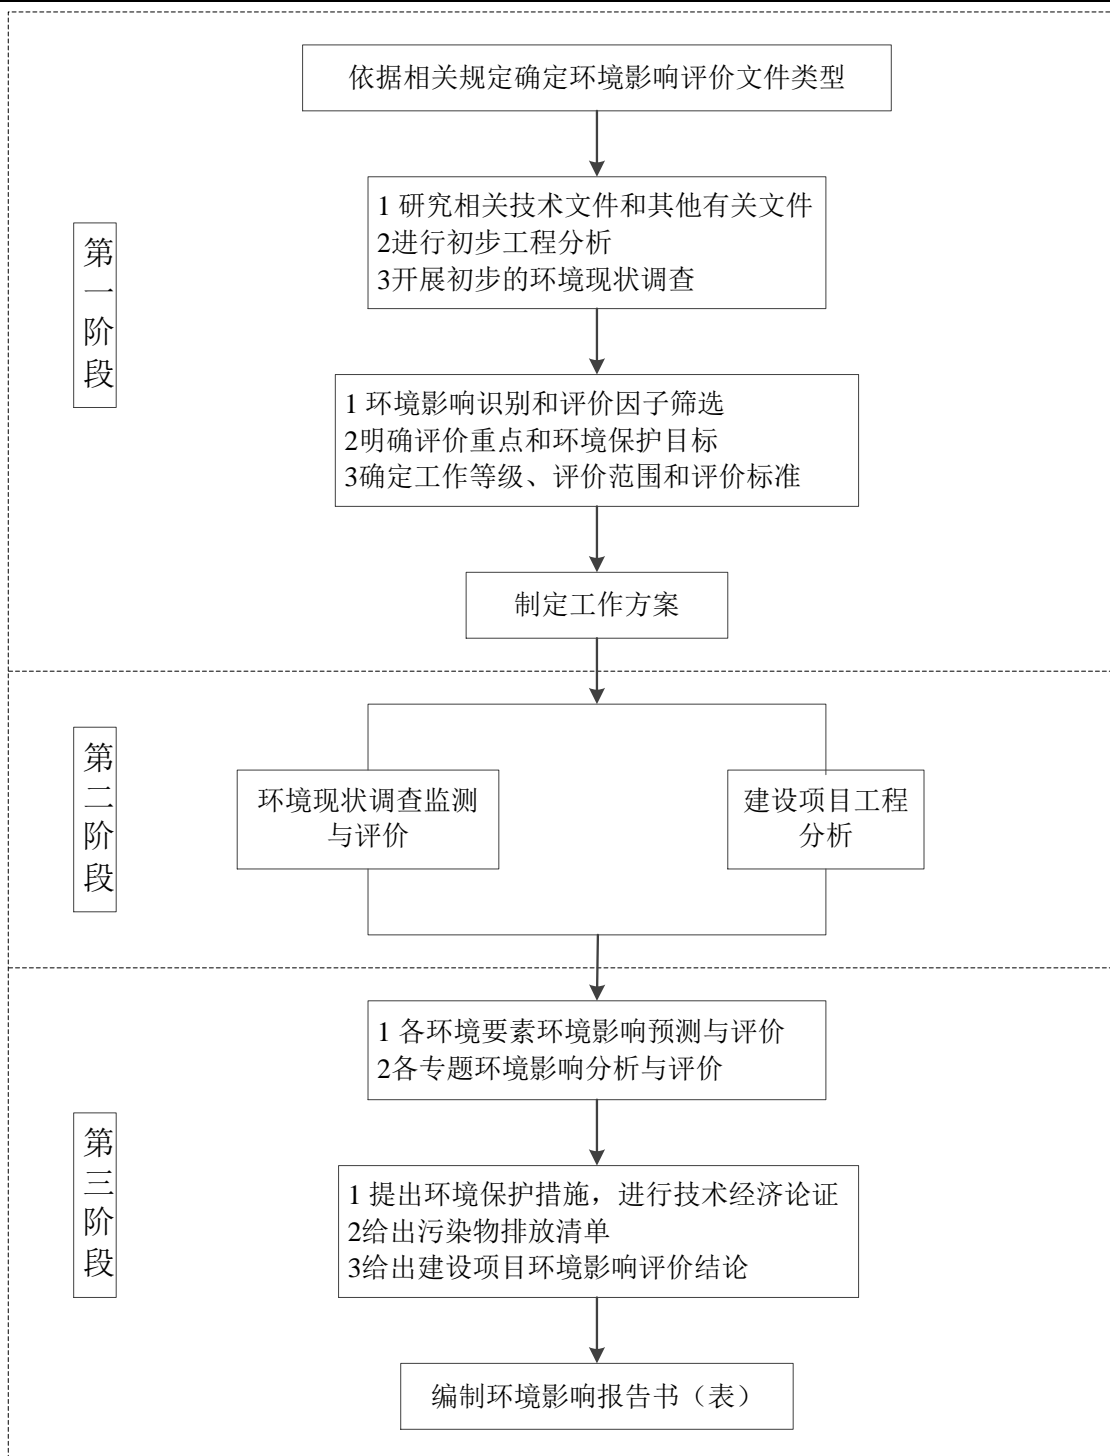 依据相关规定确定环境影响评价文件类型
第一阶段
1 研究相关技术文件和其他有关文件
2进行初步工程分析
3开展初步的环境现状调查
1 环境影响识别和评价因子筛选
2明确评价重点和环境保护目标
3确定工作等级、评价范围和评价标准
制定工作方案
第二阶段
环境现状调查监测
与评价
建设项目工程
分析
第三阶段
1 各环境要素环境影响预测与评价
2各专题环境影响分析与评价
1 提出环境保护措施，进行技术经济论证
2给出污染物排放清单
3给出建设项目环境影响评价结论
编制环境影响报告书（表）